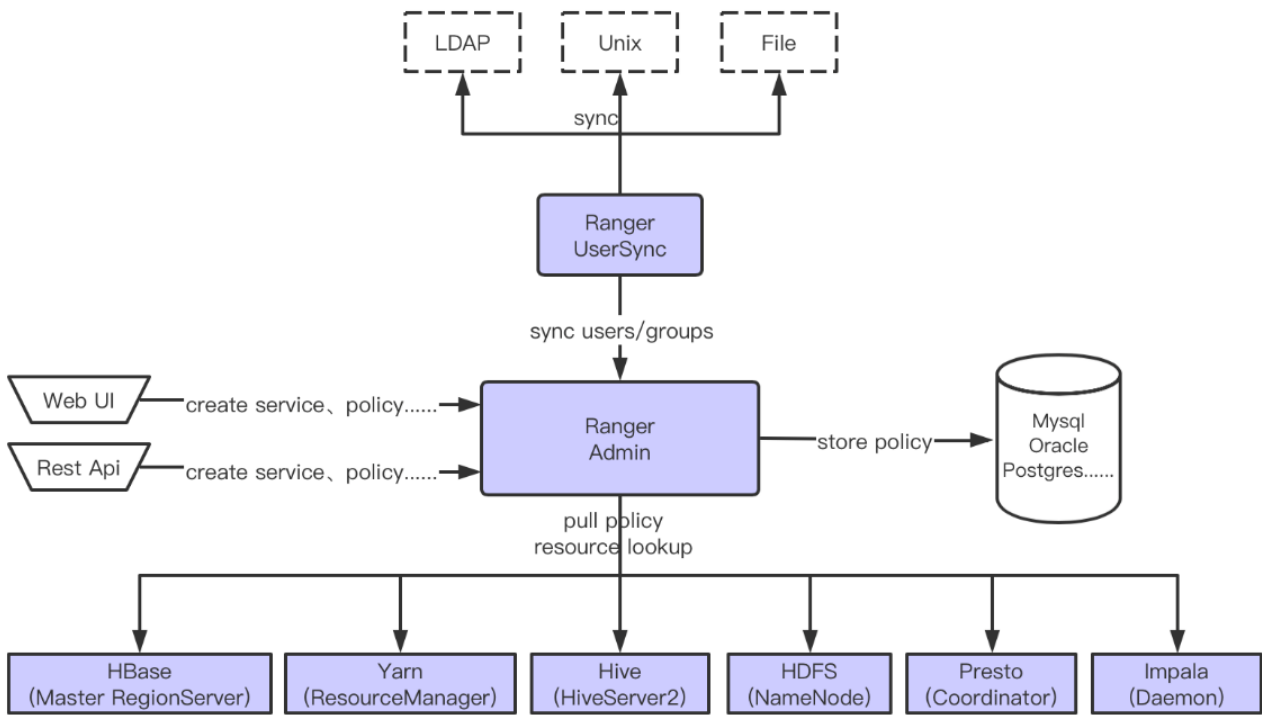 LDAP
Unix
File
sync
Ranger
UserSync
sync users/groups
Web UI
create service、policy......
Rest Api
create service、policy......
Ranger
Admin
store policy
Mysql
Oracle
Postgres......
pull policy
resource lookup
HBase
(Master RegionServer)
Yarn
(ResourceManager)
Hive
(HiveServer2)
HDFS
(NameNode)
Presto
(Coordinator)
Impala
(Daemon)